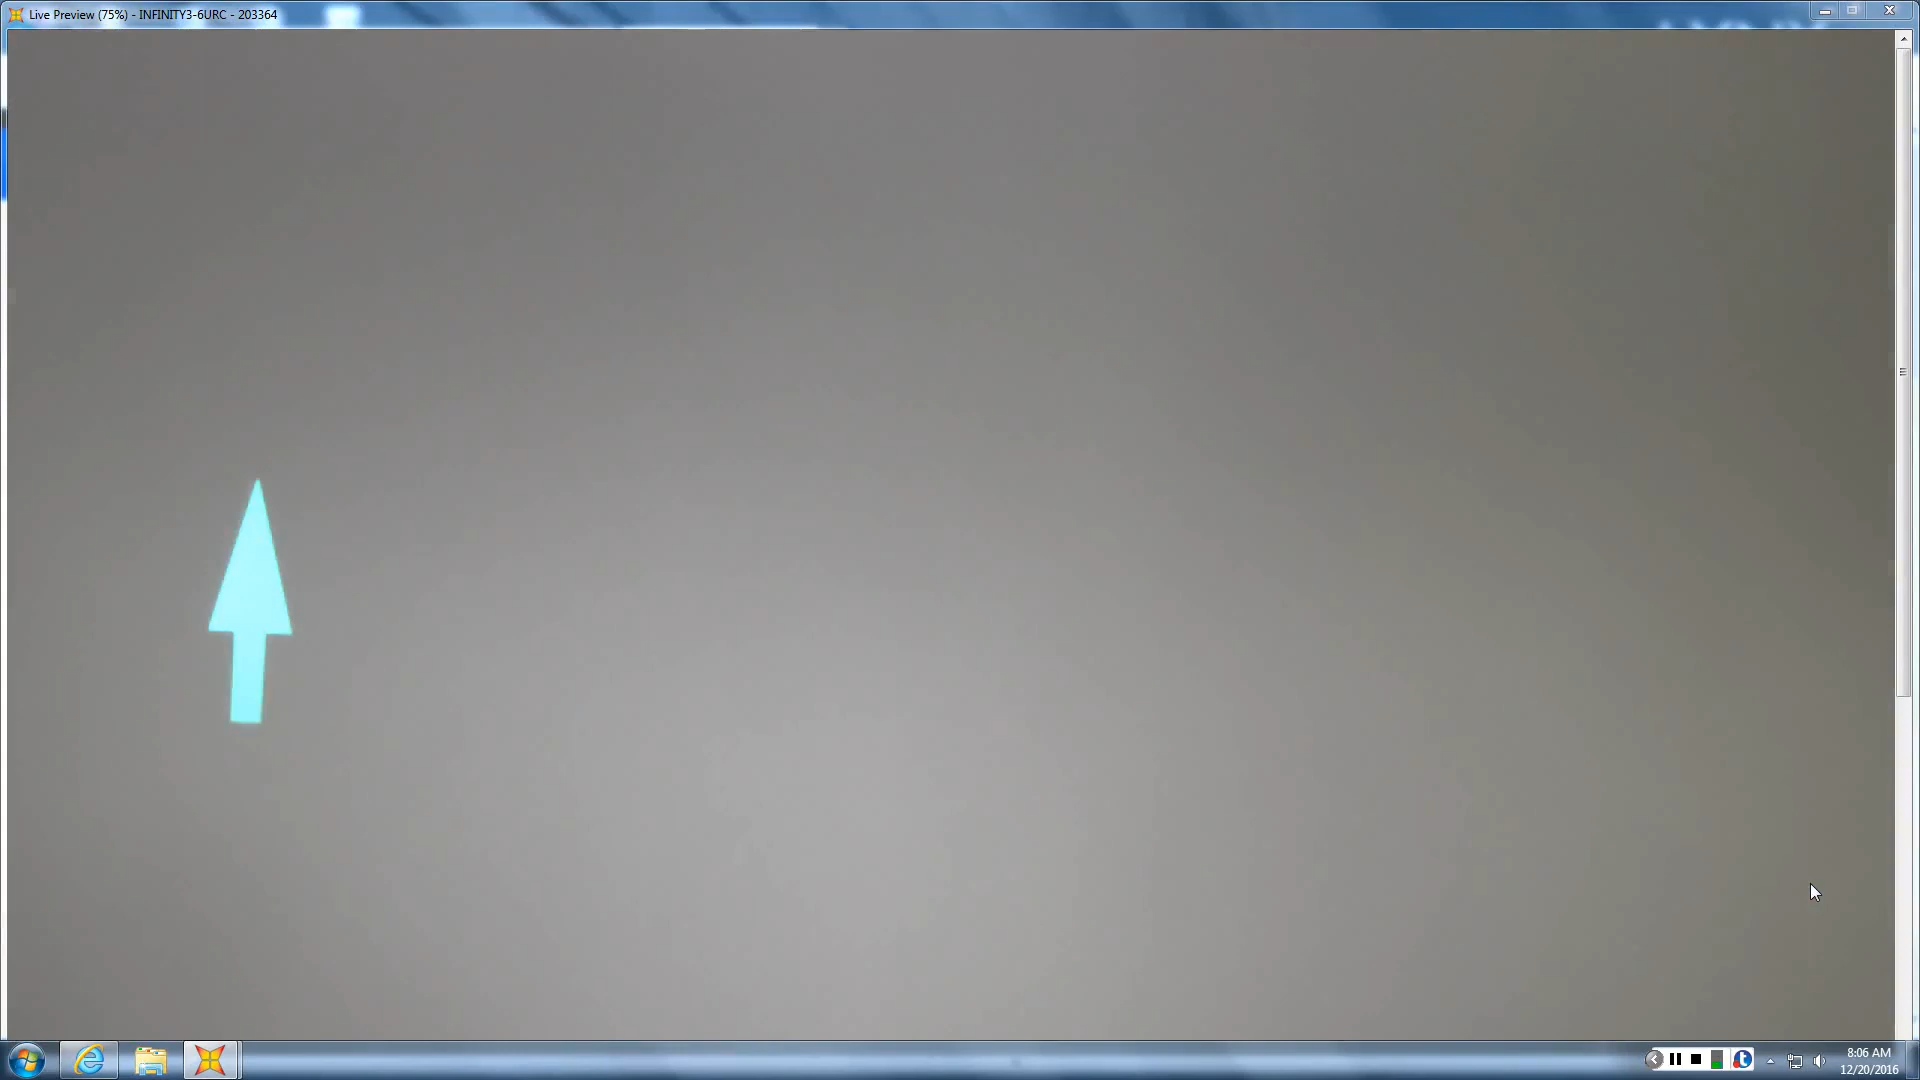 Live Preview (75%) - INFINITY3-6URC - 203364
8:06 AM
12/20/2016